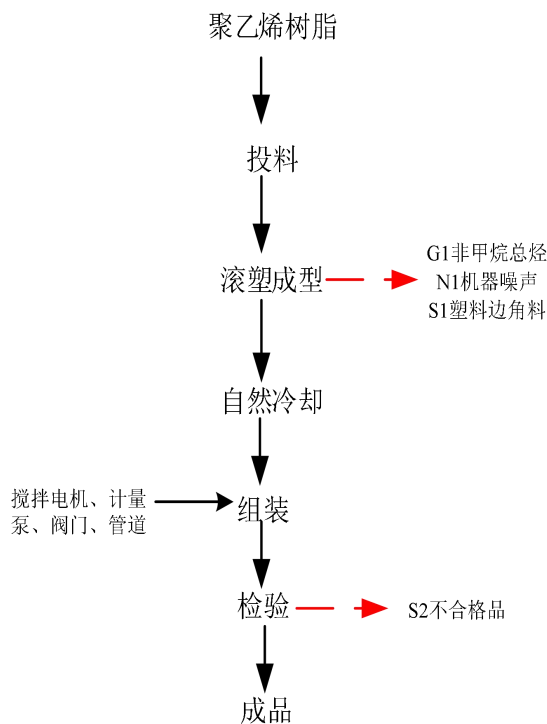 聚乙烯树脂
投料
G1非甲烷总烃
滚塑成型
N1机器噪声
S1塑料边角料
自然冷却
搅拌电机、计量
泵、阀门、管道
组装
检验
S2不合格品
成品